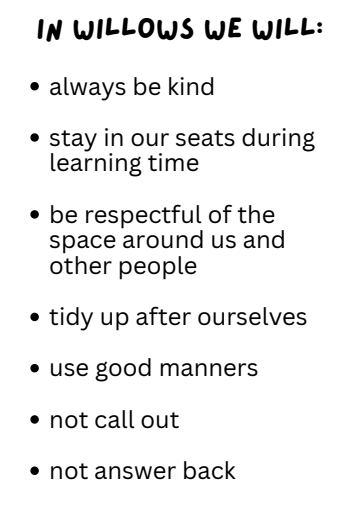 IN WILLOWS WE WILL:
• always be kind
• stay in our seats during
learning time
• be respectful of the
space around us and
other people
• tidy up after ourselves
• use good manners
• not call out
• not answer back